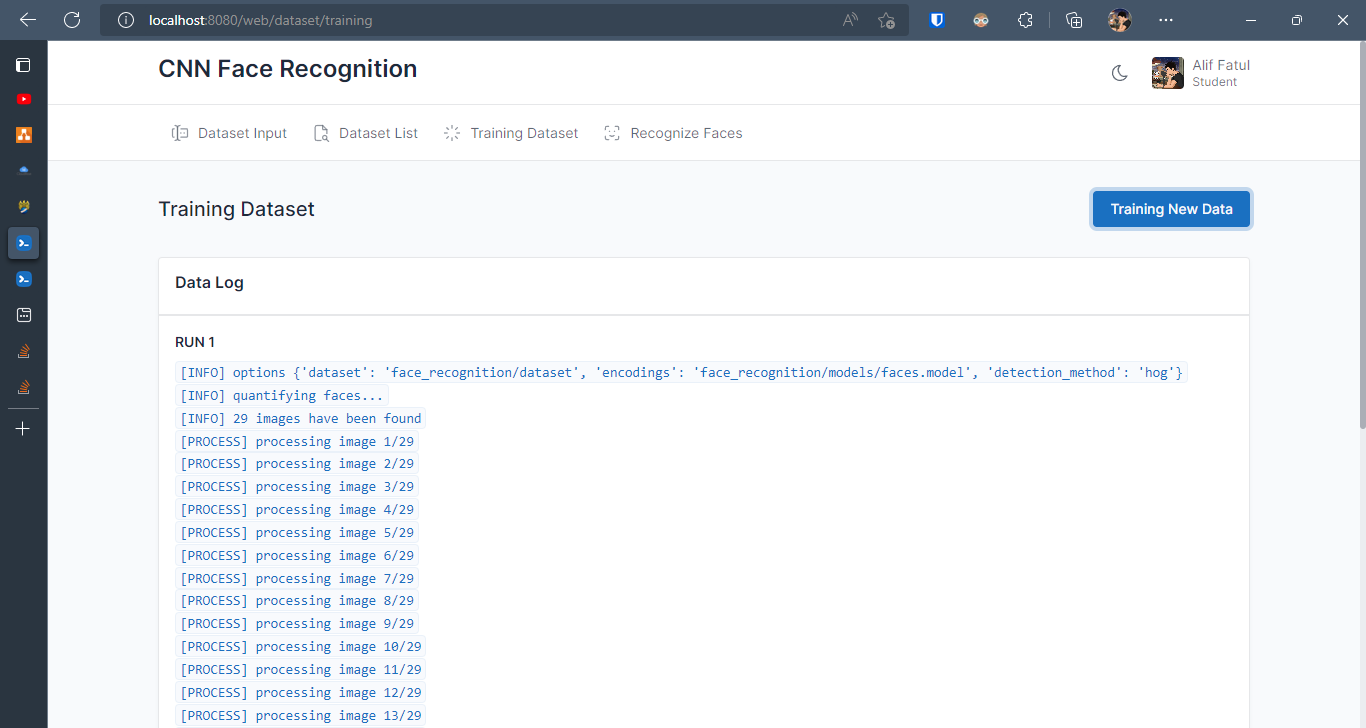 localhost:8080/web/dataset/training
CNN Face Recognition
Alif Fatul
Student
Dataset Input
Dataset List
Training Dataset
Recognize Faces
Training Dataset
Training New Data
Data Log
RUN 1
[INFO] options {'dataset': 'face_recognition/dataset', 'encodings': 'face_recognition/models/faces.model', 'detection_method': 'hog'}
[INFO] quantifying faces...
[INFO] 29 images have been found
[PROCESS] processing image 1/29
[PROCESS] processing image 2/29
[PROCESS] processing image 3/29
[PROCESS] processing image 4/29
[PROCESS] processing image 5/29
[PROCESS] processing image 6/29
[PROCESS] processing image 7/29
[PROCESS] processing image 8/29
[PROCESS] processing image 9/29
[PROCESS] processing image 10/29
[PROCESS] processing image 11/29
[PROCESS] processing image 12/29
[PROCESS] processing image 13/29